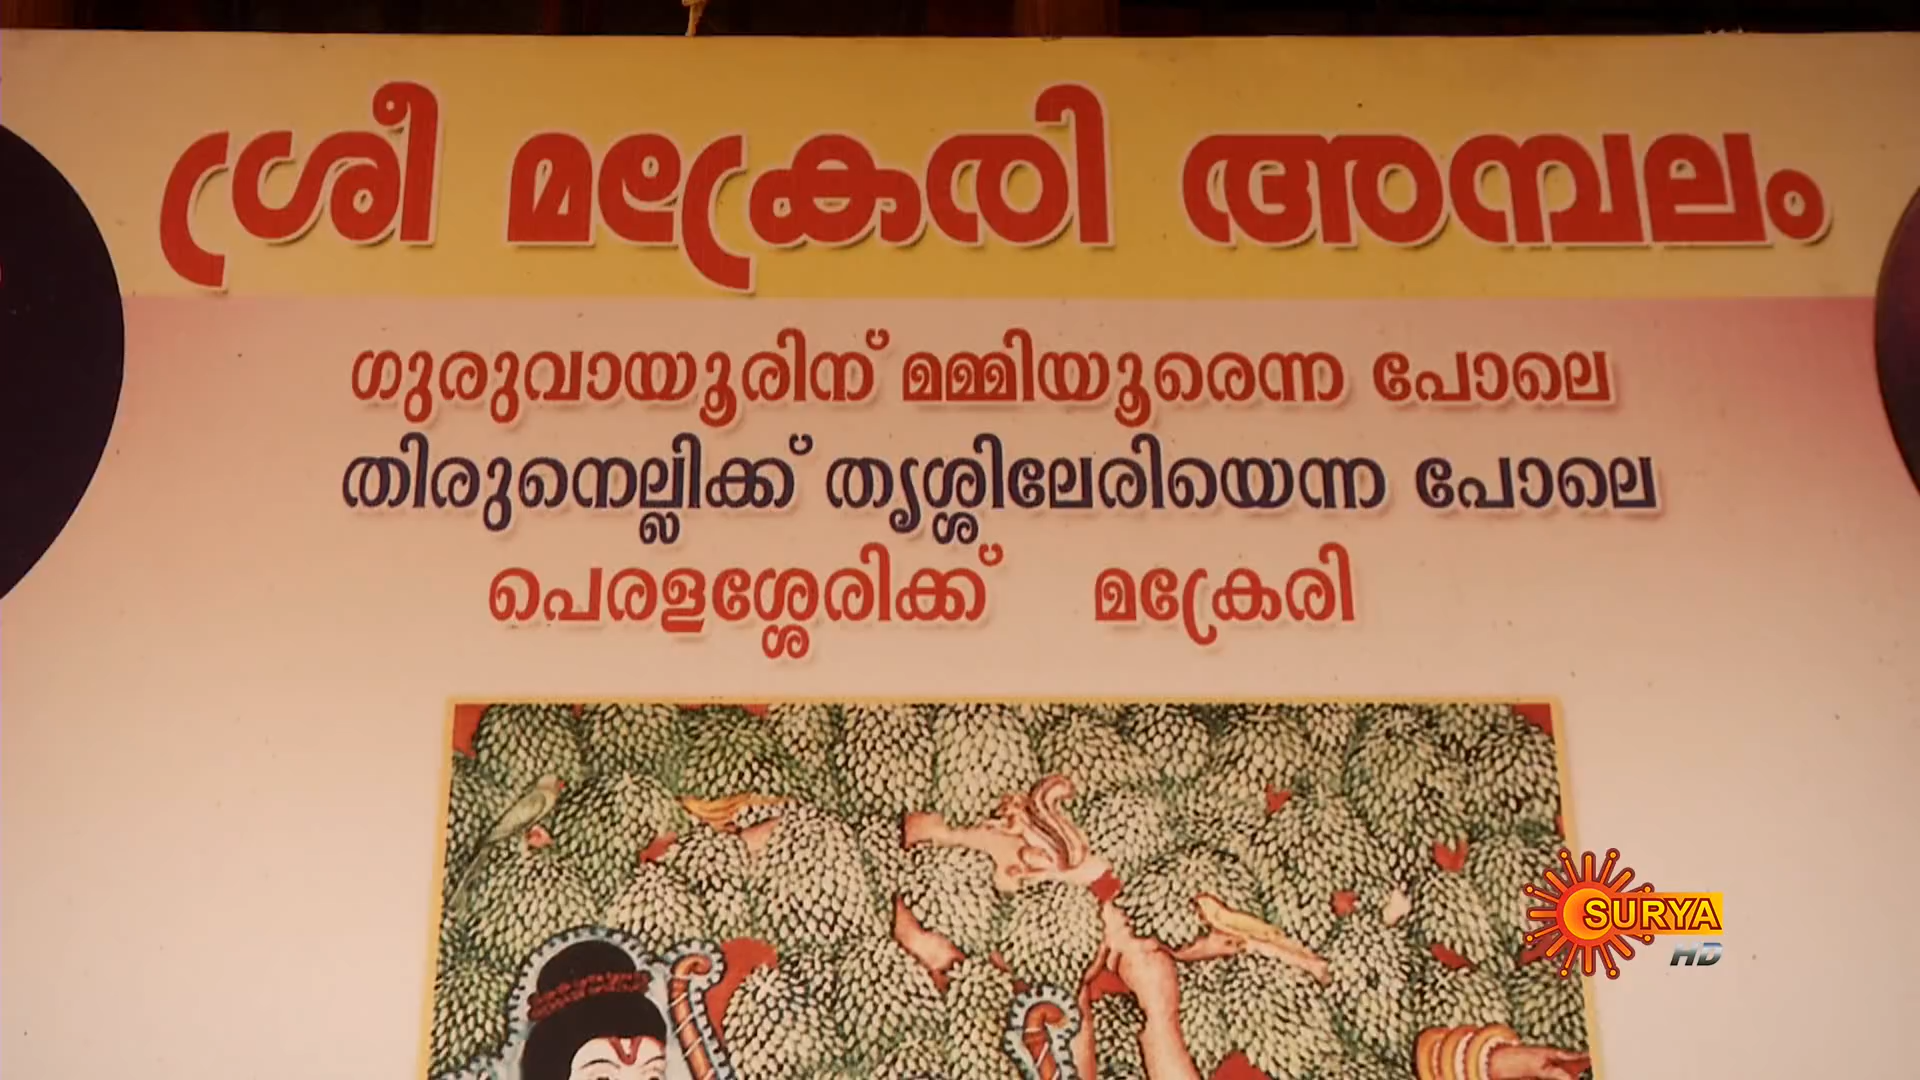 ശ്രീ മക്രേരി അമ്പലം
ഗുരുവായൂരിന് മമ്മിയൂരെന്ന പോലെ
തിരുനെല്ലിക്ക് തൃശ്ശിലേരിയെന്ന പോലെ
പെരളശ്ശേരിക്ക് മക്രേരി
SURYA
HD